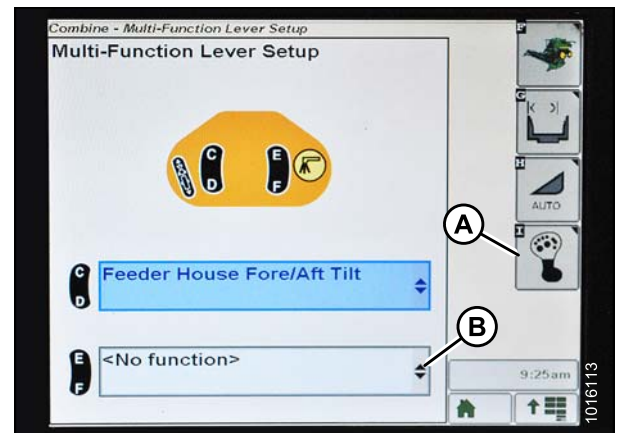 Combine - Multi-Function Lever Setup
Multi-Function Lever Setup
F
G
H
AUTO
I
A
C
D
E
F
C
D
Feeder House Fore/Aft Tilt
B
E
F
<No function>
9:25am
1016113